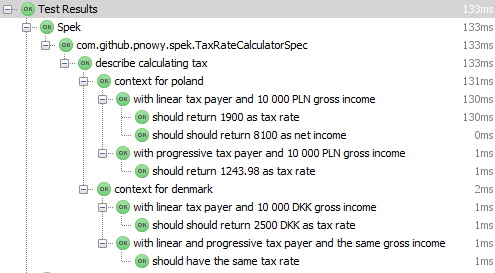 OK Test Results 133ms
OK Spek 133ms
OK com.github.pnowy.spek.TaxRateCalculatorSpec 133ms
OK describe calculating tax 133ms
OK context for poland 131ms
OK with linear tax payer and 10 000 PLN gross income 130ms
OK should return 1900 as tax rate 130ms
OK should should return 8100 as net income 0ms
OK with progressive tax payer and 10 000 PLN gross income 1ms
OK should return 1243.98 as tax rate 1ms
OK context for denmark 2ms
OK with linear tax payer and 10 000 DKK gross income 1ms
OK should should return 2500 DKK as tax rate 1ms
OK with linear and progressive tax payer and the same gross income 1ms
OK should have the same tax rate 1ms